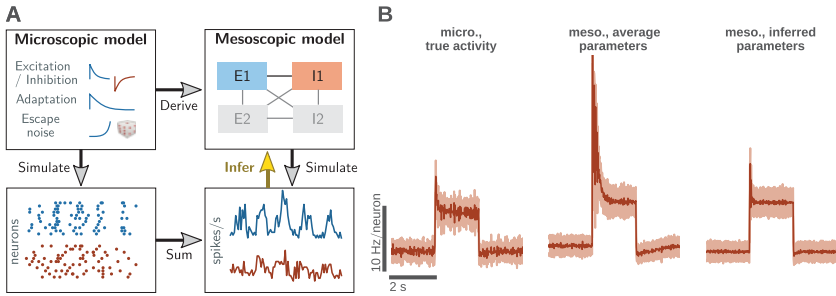 A
Microscopic model
Excitation
/ Inhibition
Adaptation
Escape
noise
Derive
Mesoscopic model
E1
I1
E2
I2
Simulate
Infer
Simulate
neurons
Sum
spikes/s
B
micro.,
true activity
meso., average
parameters
meso., inferred
parameters
10 Hz/neuron
2 s